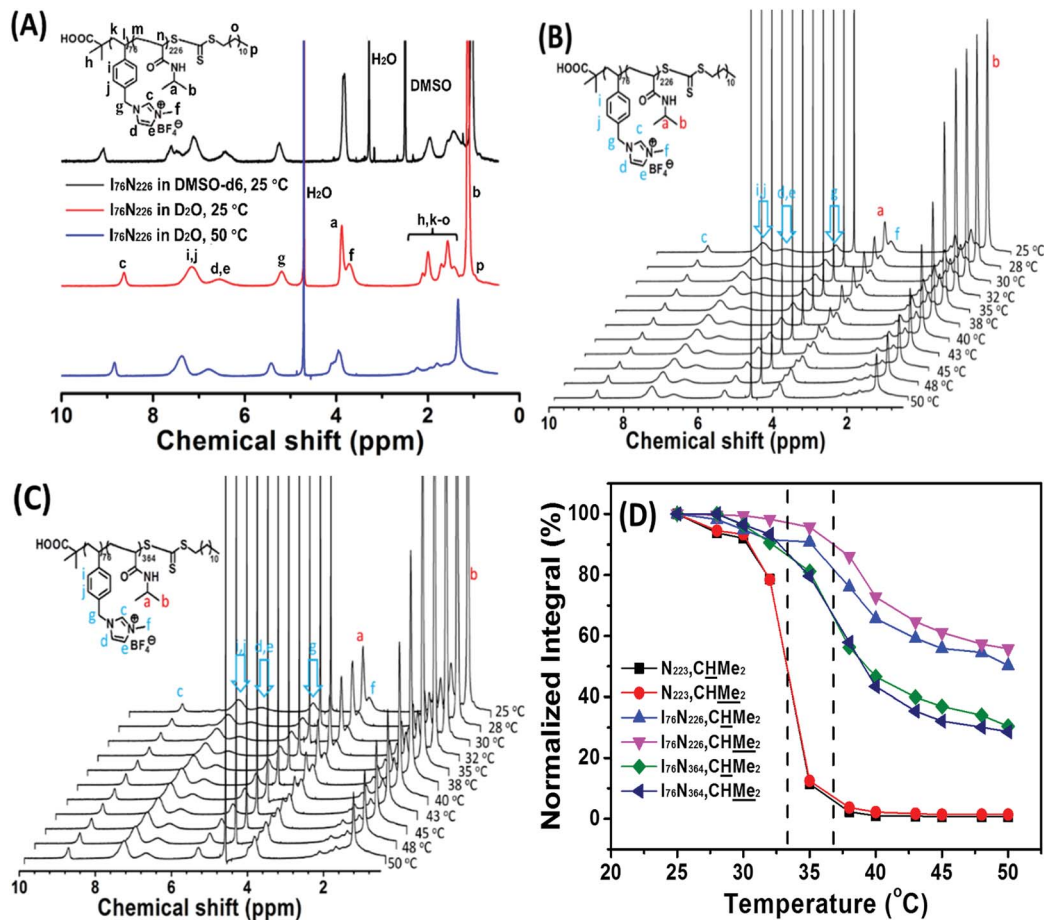 (A)
HOOC
k
l
m
n
o
p
h
76
226
10
S
S
S
O
NH
i
j
g
a
b
c
N
N
f
d
e
BF4⊖
H2O
DMSO
I76N226 in DMSO-d6, 25 °C
I76N226 in D2O, 25 °C
I76N226 in D2O, 50 °C
H2O
c
i,j
d,e
g
a
f
h,k-o
b
p
10 8 6 4 2 0
Chemical shift (ppm)
(B)
HOOC
76
226
10
S
S
S
O
NH
i
j
g
a
b
c
N
N
f
d
e
BF4⊖
c
i,j
d,e
g
a
f
b
25 °C
28 °C
30 °C
32 °C
35 °C
38 °C
40 °C
43 °C
45 °C
48 °C
50 °C
10 8 6 4 2
Chemical shift (ppm)
(C)
HOOC
76
364
10
S
S
S
O
NH
i
j
g
a
b
c
N
N
f
d
e
BF4⊖
c
i,j
d,e
g
a
f
b
25 °C
28 °C
30 °C
32 °C
35 °C
38 °C
40 °C
43 °C
45 °C
48 °C
50 °C
10 8 6 4 2
Chemical shift (ppm)
(D)
Normalized Integral (%)
100
80
60
40
20
0
N223,CHMe2
N223,CHMe2
I76N226,CHMe2
I76N226,CHMe2
I76N364,CHMe2
I76N364,CHMe2
20 25 30 35 40 45 50
Temperature (°C)